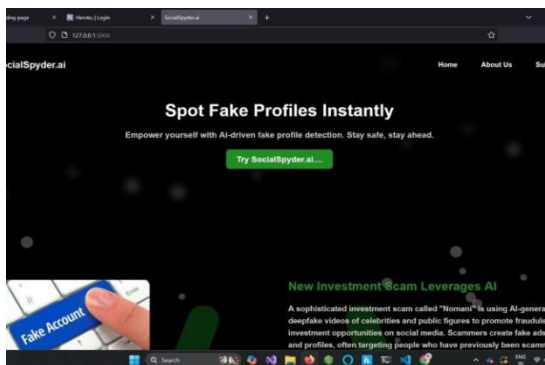 ding page
Heroku | Login
SocialSpyder.ai
127.0.0.1:5000
cialSpyder.ai
Home
About Us
Su
Spot Fake Profiles Instantly
Empower yourself with AI-driven fake profile detection. Stay safe, stay ahead.
Try SocialSpyder.ai....
Fake Account
New Investment Scam Leverages AI
A sophisticated investment scam called "Nomani" is using AI-genera
deepfake videos of celebrities and public figures to promote fraudule
investment opportunities on social media. Scammers create fake ads
and profiles, often targeting people who have previously been scamm
Search
ENG